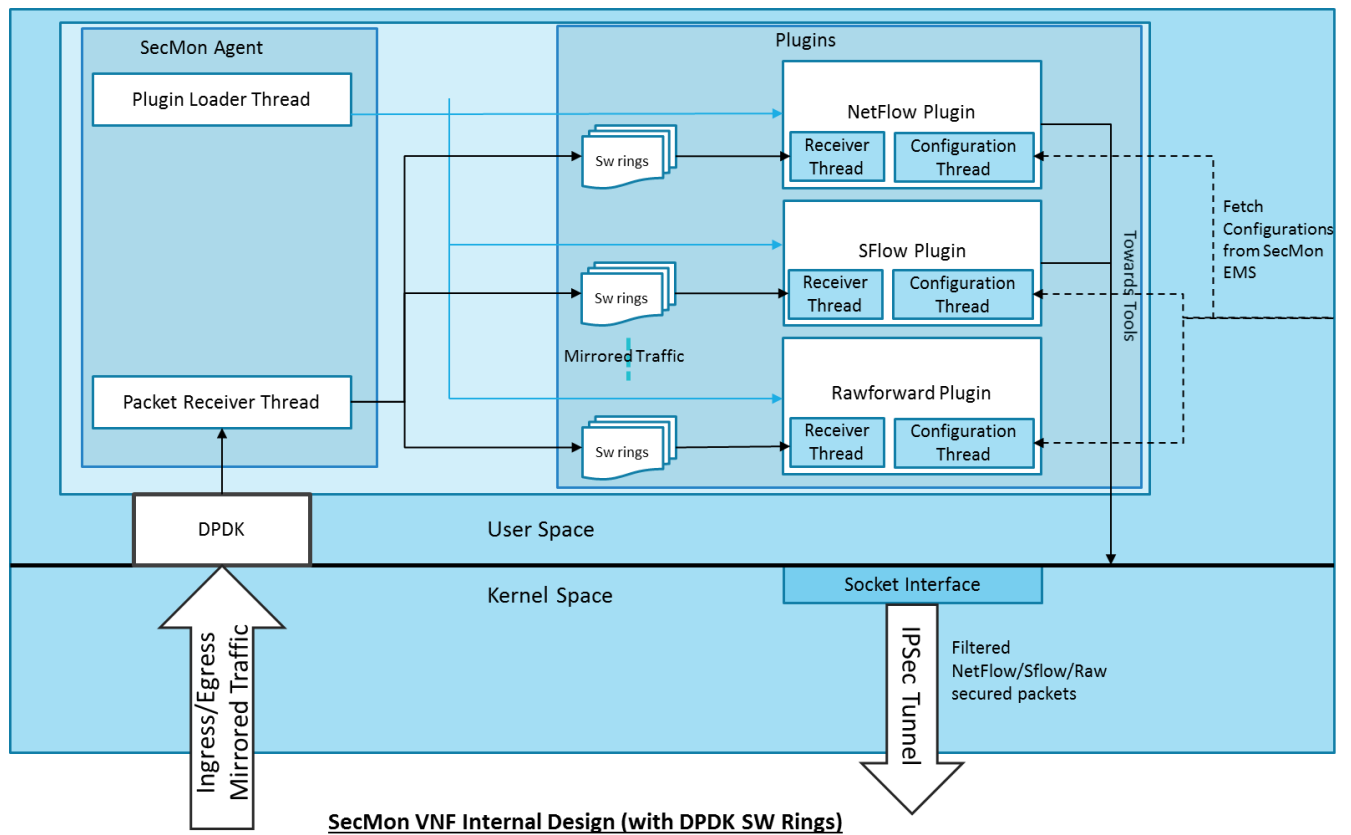 SecMon Agent
Plugin Loader Thread
Packet Receiver Thread
Plugins
NetFlow Plugin
Receiver
Thread
Configuration
Thread
Sw rings
SFlow Plugin
Receiver
Thread
Configuration
Thread
Sw rings
Mirrored Traffic
Rawforward Plugin
Receiver
Thread
Configuration
Thread
Sw rings
Towards Tools
Fetch
Configurations
from SecMon
EMS
DPDK
User Space
Kernel Space
Socket Interface
Ingress/Egress
Mirrored Traffic
IPSec Tunnel
Filtered
NetFlow/Sflow/Raw
secured packets
SecMon VNF Internal Design (with DPDK SW Rings)